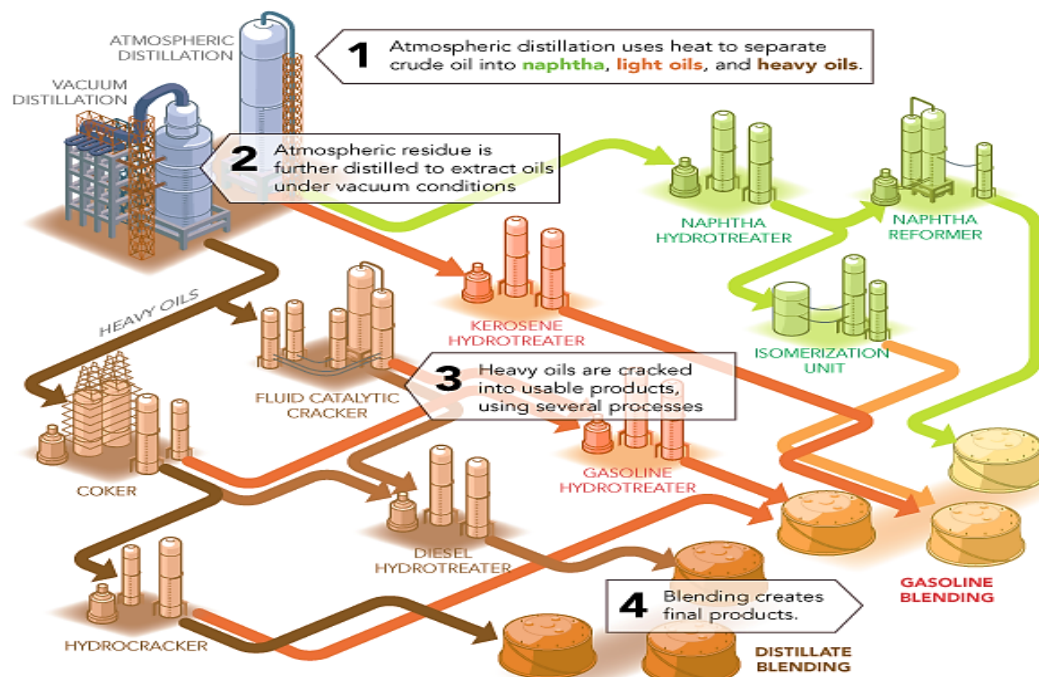 ATMOSPHERIC
DISTILLATION
1
Atmospheric distillation uses heat to separate
crude oil into naphtha, light oils, and heavy oils.
VACUUM
DISTILLATION
2
Atmospheric residue is
further distilled to extract oils
under vacuum conditions
NAPHTHA
HYDROTREATER
NAPHTHA
REFORMER
HEAVY OILS
KEROSENE
HYDROTREATER
ISOMERIZATION
UNIT
FLUID CATALYTIC
CRACKER
3
Heavy oils are cracked
into usable products,
using several processes
COKER
GASOLINE
HYDROTREATER
DIESEL
HYDROTREATER
GASOLINE
BLENDING
4
Blending creates
final products.
HYDROCRACKER
DISTILLATE
BLENDING